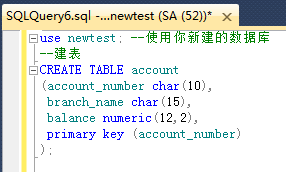 SQLQuery6.sql -...newtest (SA (52))* ×
use newtest; --使用你新建的数据库
--建表
CREATE TABLE account
(account_number char(10),
branch_name char(15),
balance numeric(12,2),
primary key (account_number)
);